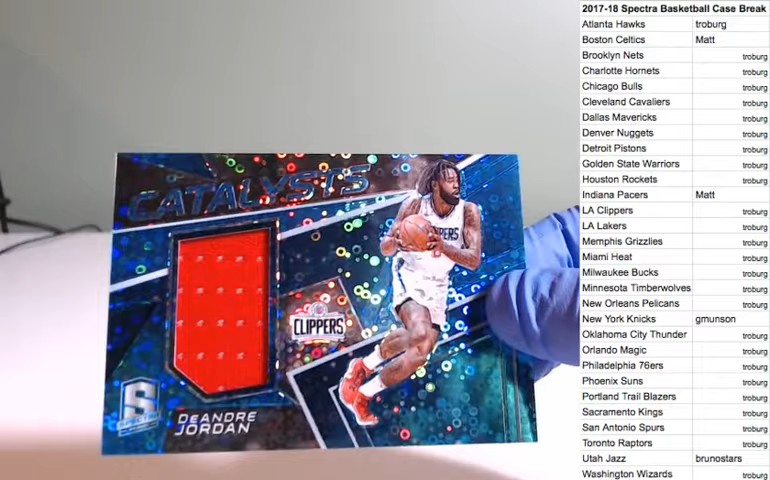 CATALYSTS
CLIPPERS
CLIPPERS
S
SPECTRA
DEANDRE
JORDAN
2017-18 Spectra Basketball Case Break
Atlanta Hawks troburg
Boston Celtics Matt
Brooklyn Nets troburg
Charlotte Hornets troburg
Chicago Bulls troburg
Cleveland Cavaliers troburg
Dallas Mavericks troburg
Denver Nuggets troburg
Detroit Pistons troburg
Golden State Warriors troburg
Houston Rockets troburg
Indiana Pacers Matt
LA Clippers troburg
LA Lakers troburg
Memphis Grizzlies troburg
Miami Heat troburg
Milwaukee Bucks troburg
Minnesota Timberwolves troburg
New Orleans Pelicans troburg
New York Knicks gmunson
Oklahoma City Thunder troburg
Orlando Magic troburg
Philadelphia 76ers troburg
Phoenix Suns troburg
Portland Trail Blazers troburg
Sacramento Kings troburg
San Antonio Spurs troburg
Toronto Raptors troburg
Utah Jazz brunostars
Washington Wizards troburg